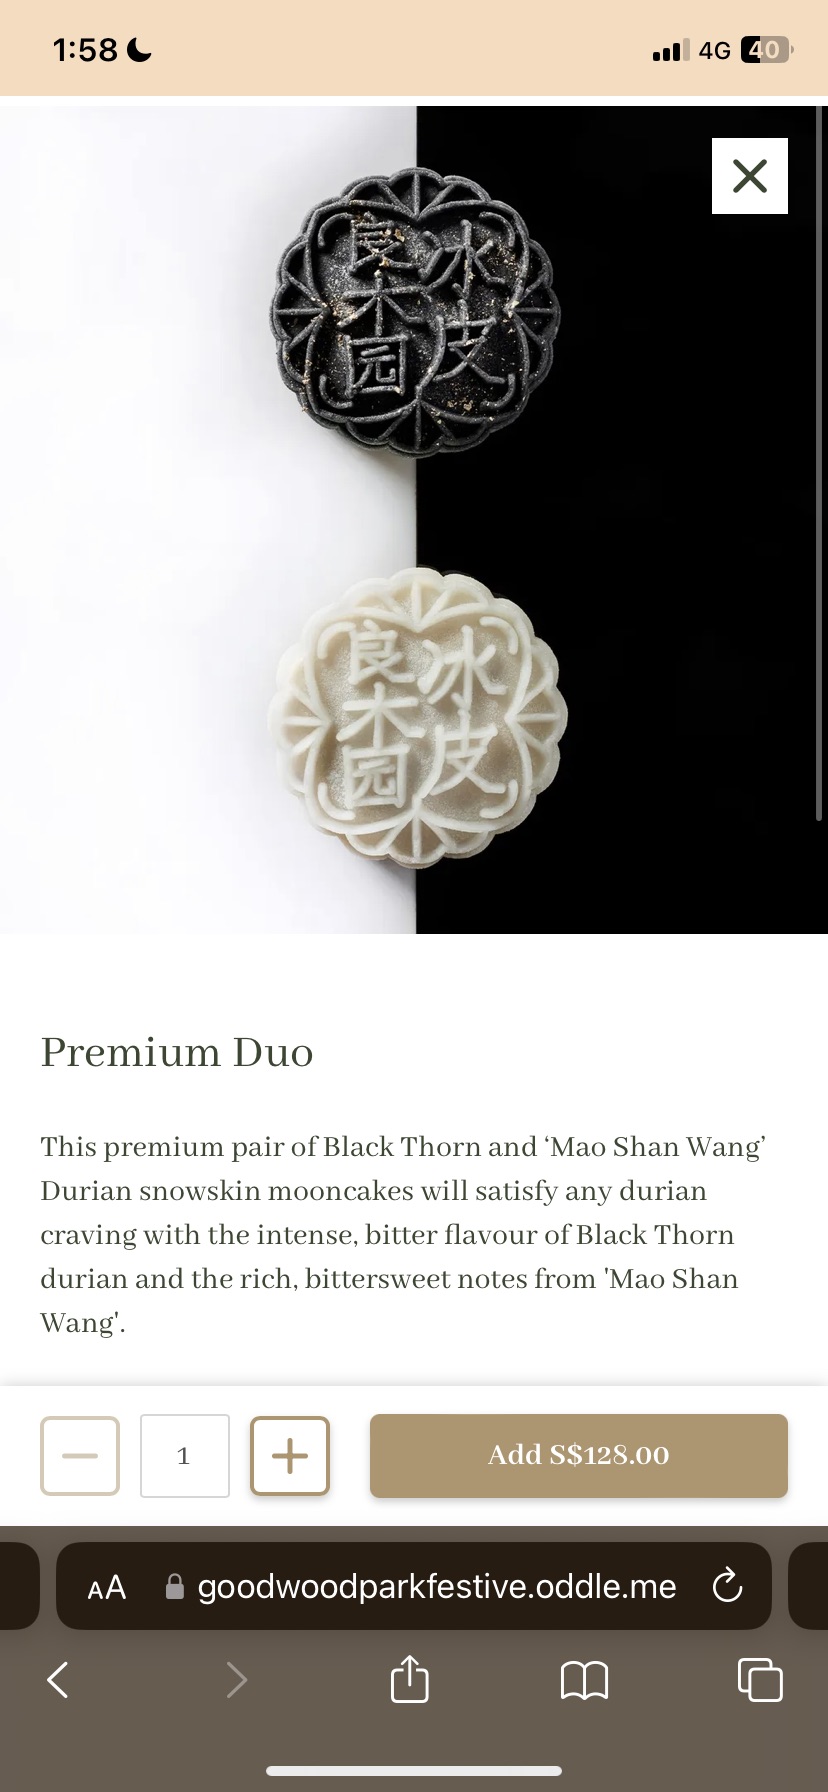 1:58
4G
40
良木园
冰皮
良木园
冰皮
Premium Duo
This premium pair of Black Thorn and ‘Mao Shan Wang’
Durian snowskin mooncakes will satisfy any durian
craving with the intense, bitter flavour of Black Thorn
durian and the rich, bittersweet notes from 'Mao Shan
Wang'.
1
Add S$128.00
AA
goodwoodparkfestive.oddle.me